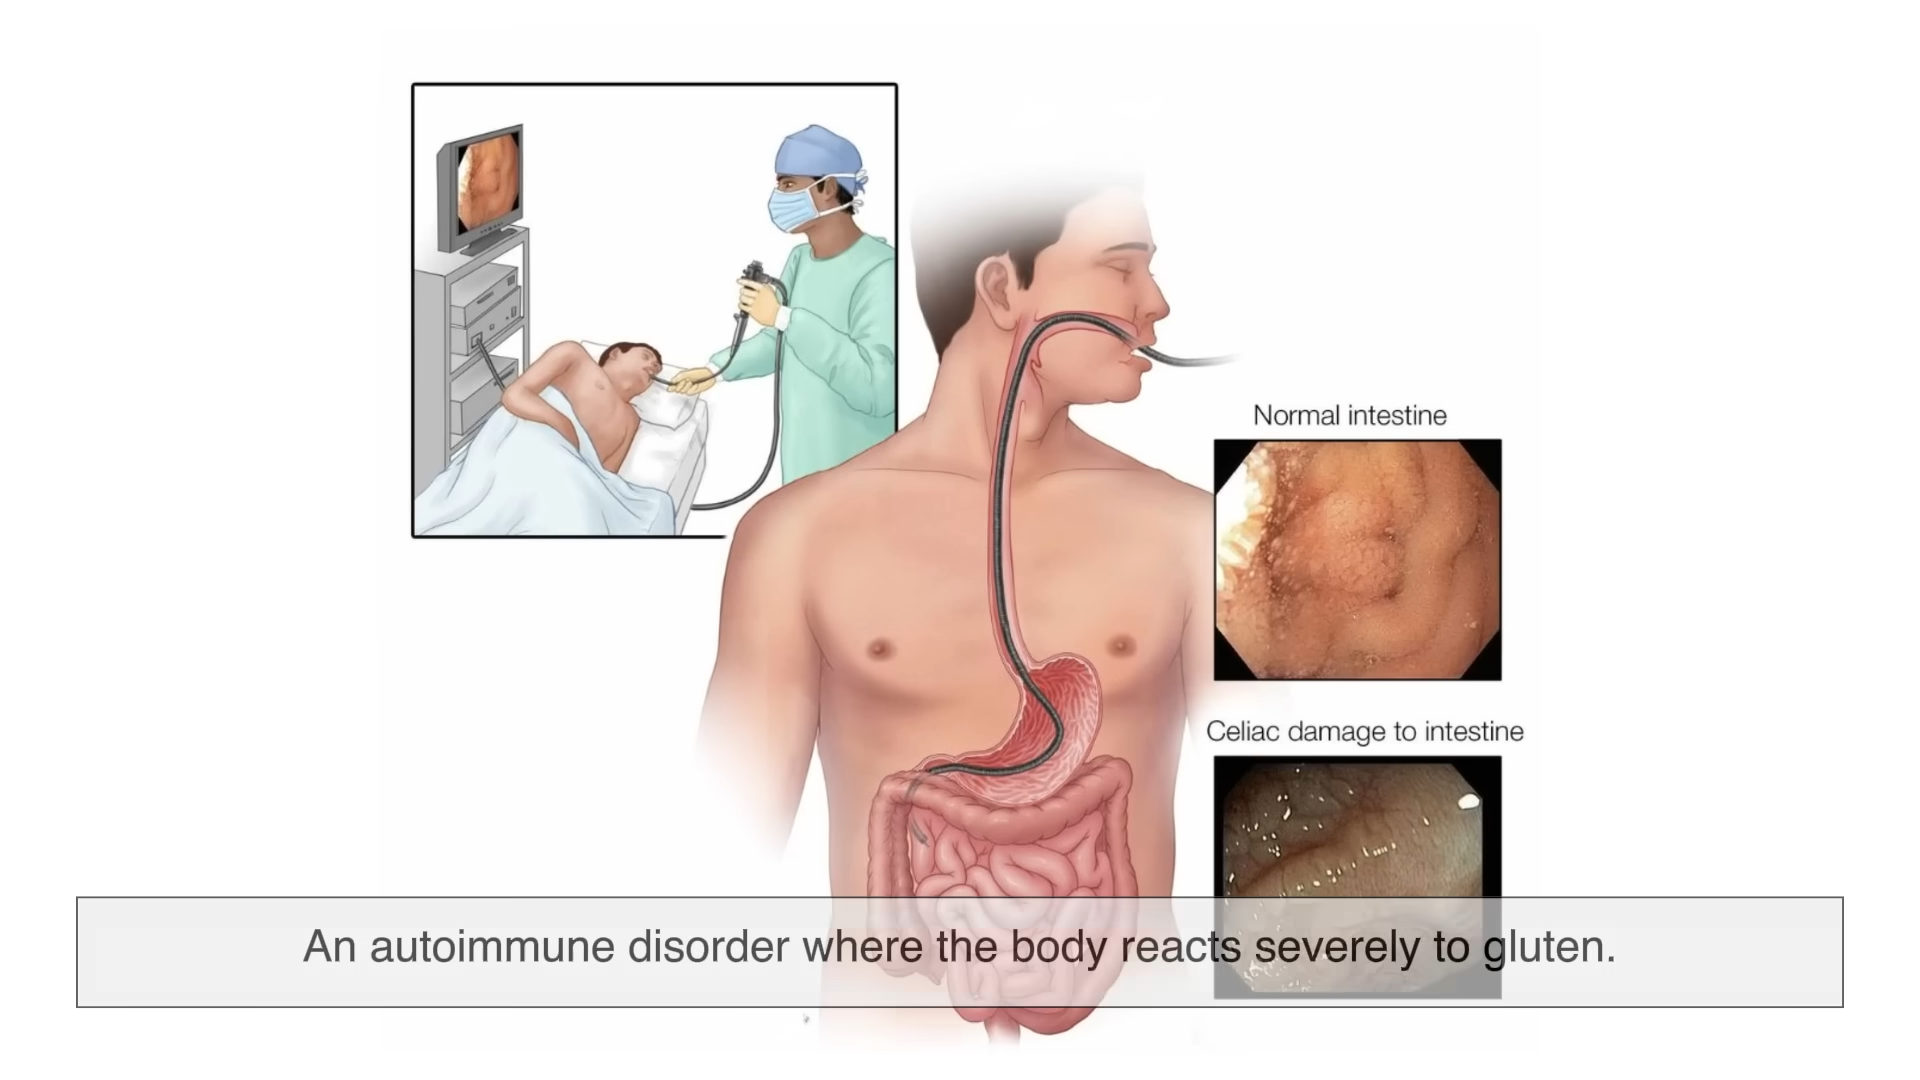 Normal intestine
Celiac damage to intestine
An autoimmune disorder where the body reacts severely to gluten.